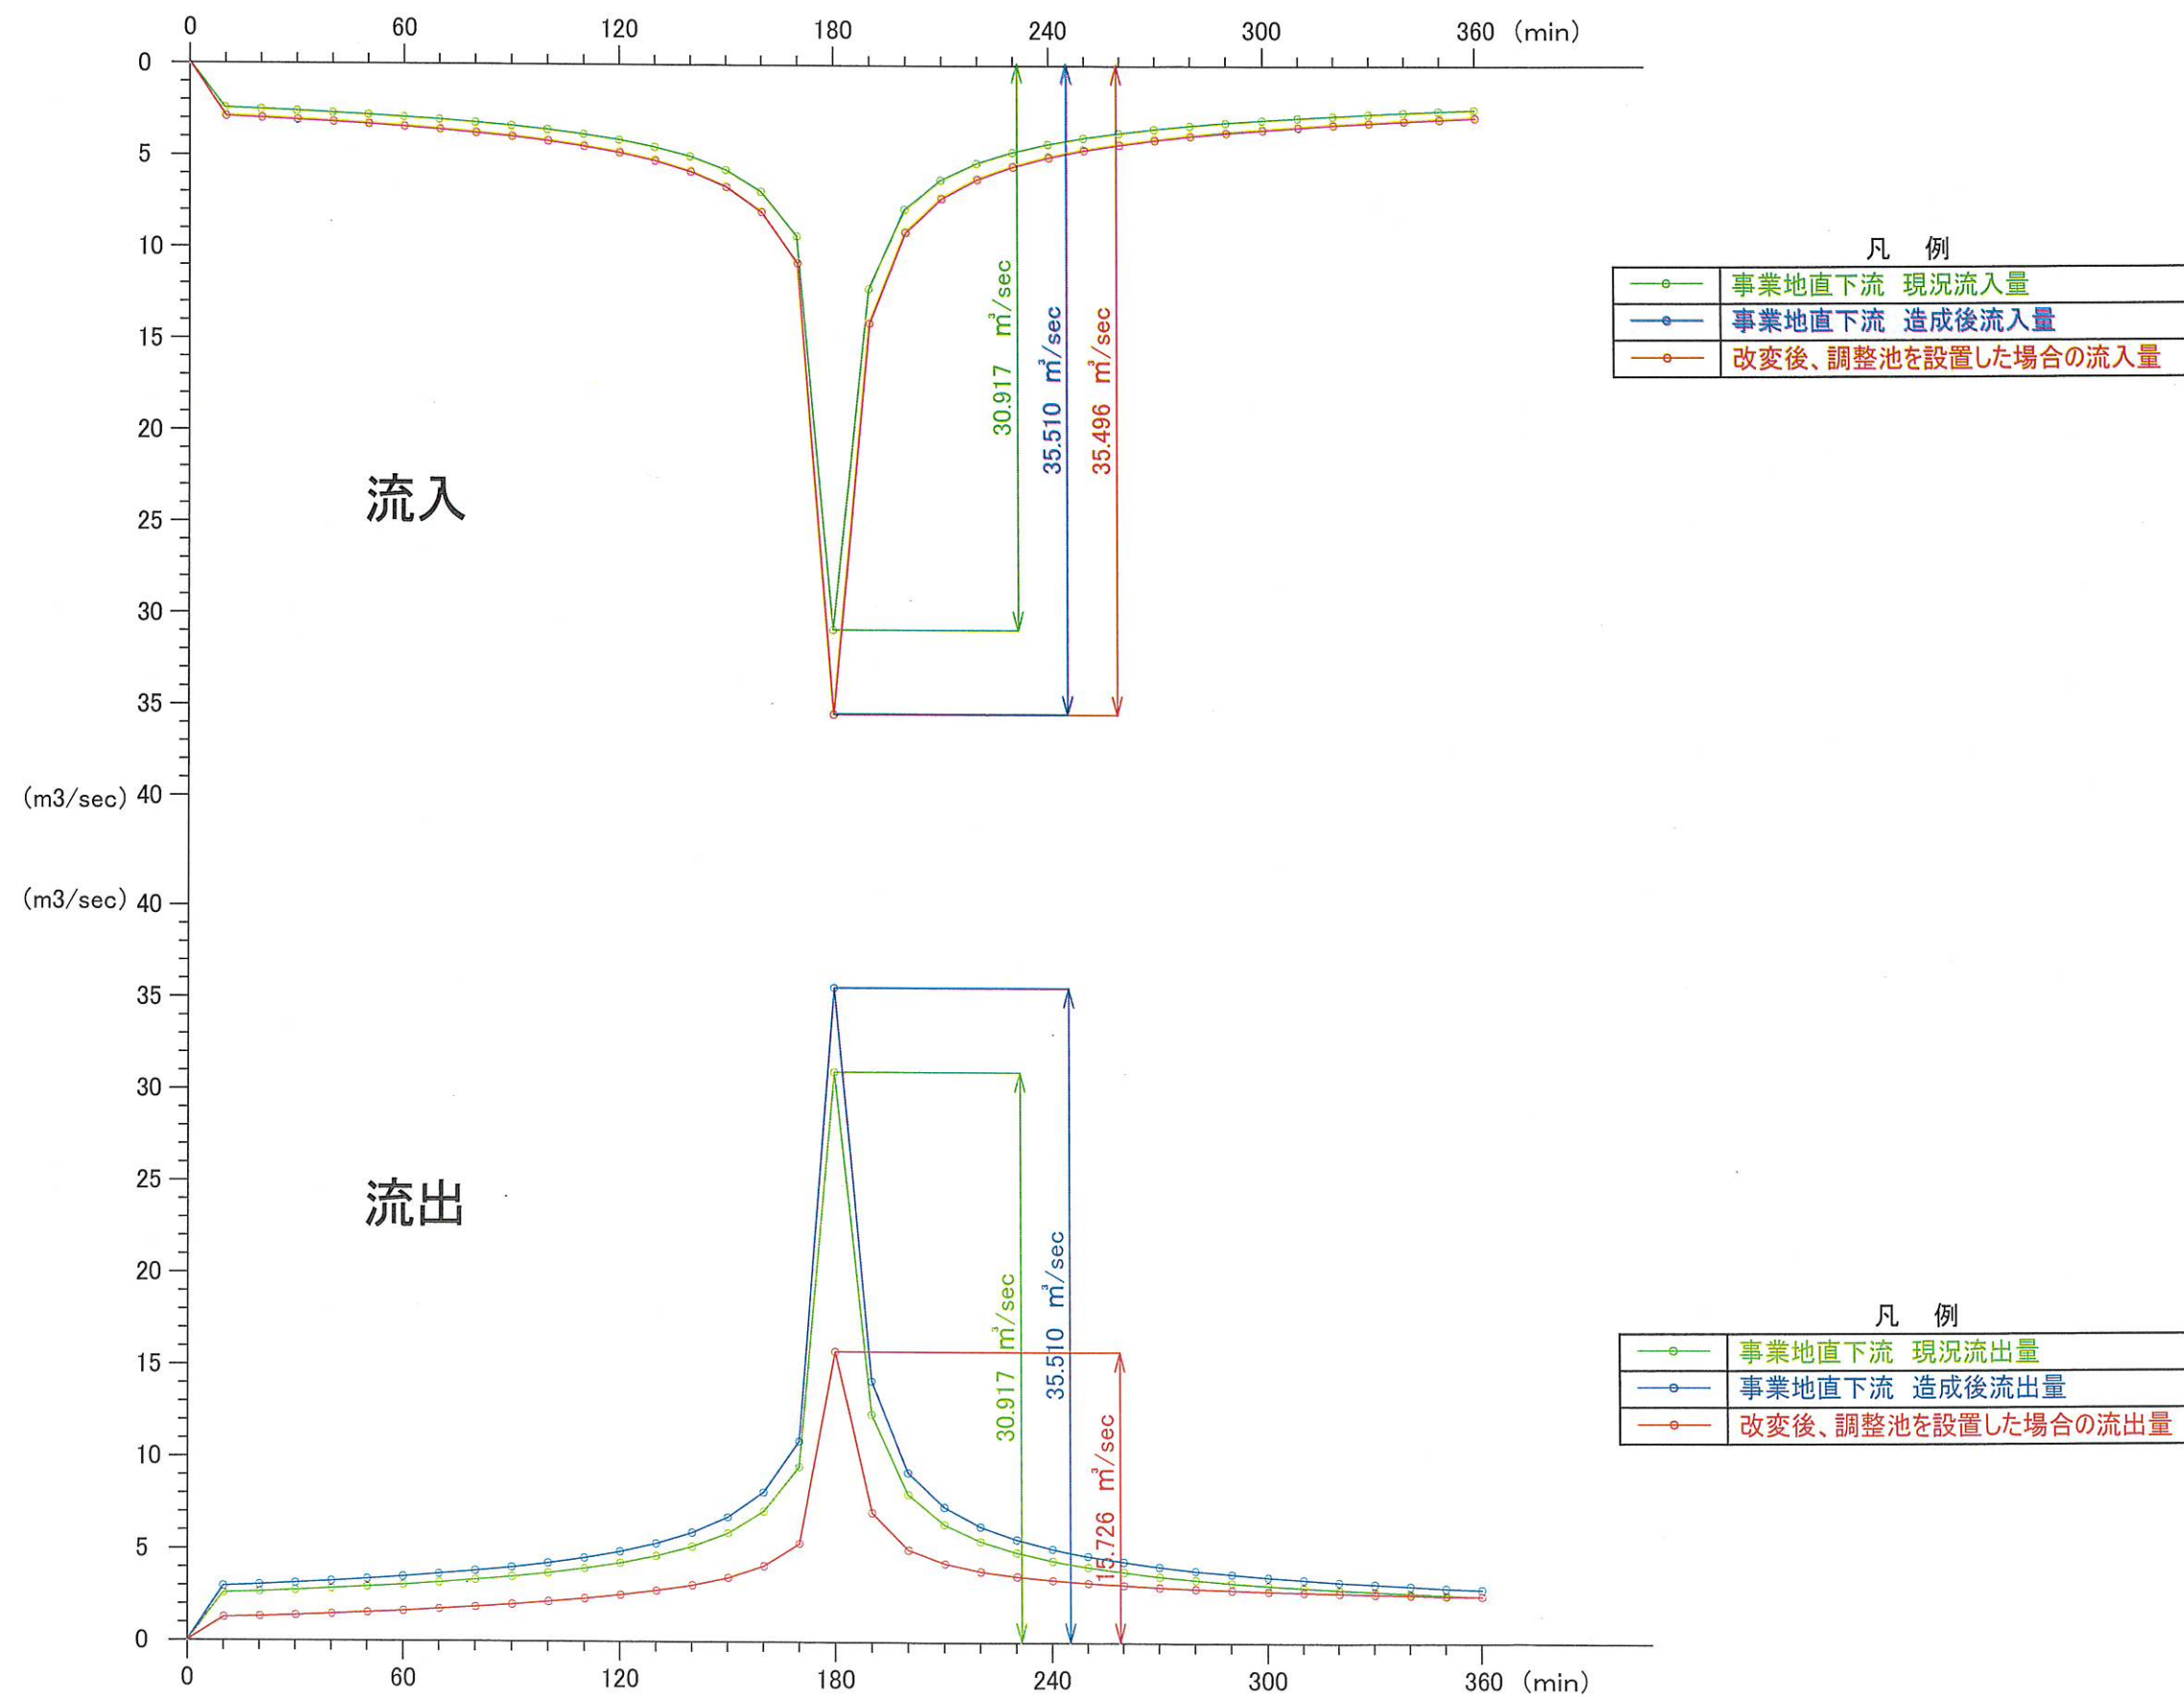 0 60 120 180 240 300 360 (min)
0
5
10
15
20
25
30
35
(m3/sec) 40
流入
30.917 ㎥/sec
35.510 ㎥/sec
35.496 ㎥/sec
凡 例
事業地直下流 現況流入量
事業地直下流 造成後流入量
改変後、調整池を設置した場合の流入量
(m3/sec) 40
35
30
25
20
15
10
5
0
流出
30.917 ㎥/sec
35.510 ㎥/sec
15.726 ㎥/sec
凡 例
事業地直下流 現況流出量
事業地直下流 造成後流出量
改変後、調整池を設置した場合の流出量
0 60 120 180 240 300 360 (min)